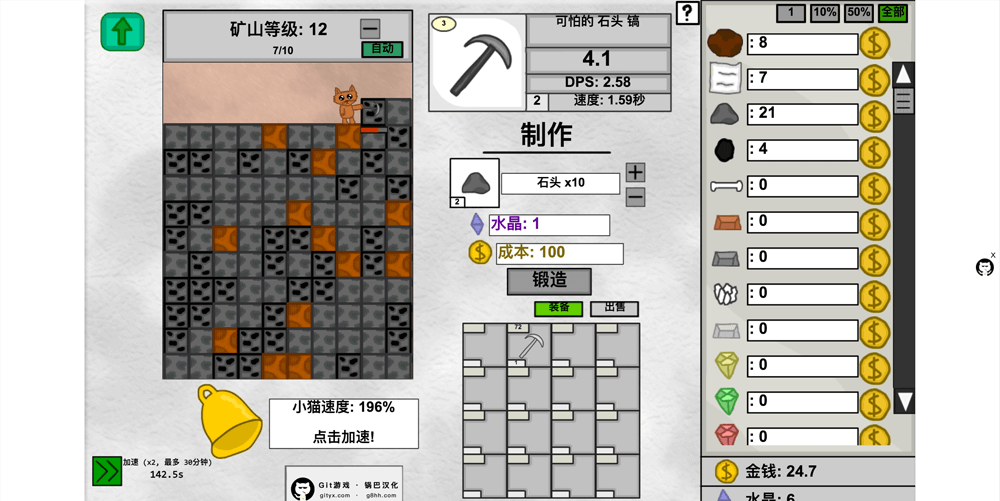 矿山等级: 12
7/10
自动
3
可怕的 石头 镐
4.1
DPS: 2.58
2
速度: 1.59秒
?
制作
2
石头 x10
水晶: 1
成本: 100
锻造
装备
出售
72
1
小猫速度: 196%
点击加速!
加速 (x2, 最多 30分钟)
142.5s
Git游戏 · 锅巴汉化
gityx.com · g8hh.com
1
10%
50%
全部
: 8
: 7
: 21
: 4
: 0
: 0
: 0
: 0
: 0
: 0
: 0
: 0
金钱: 24.7
水晶: 6
X